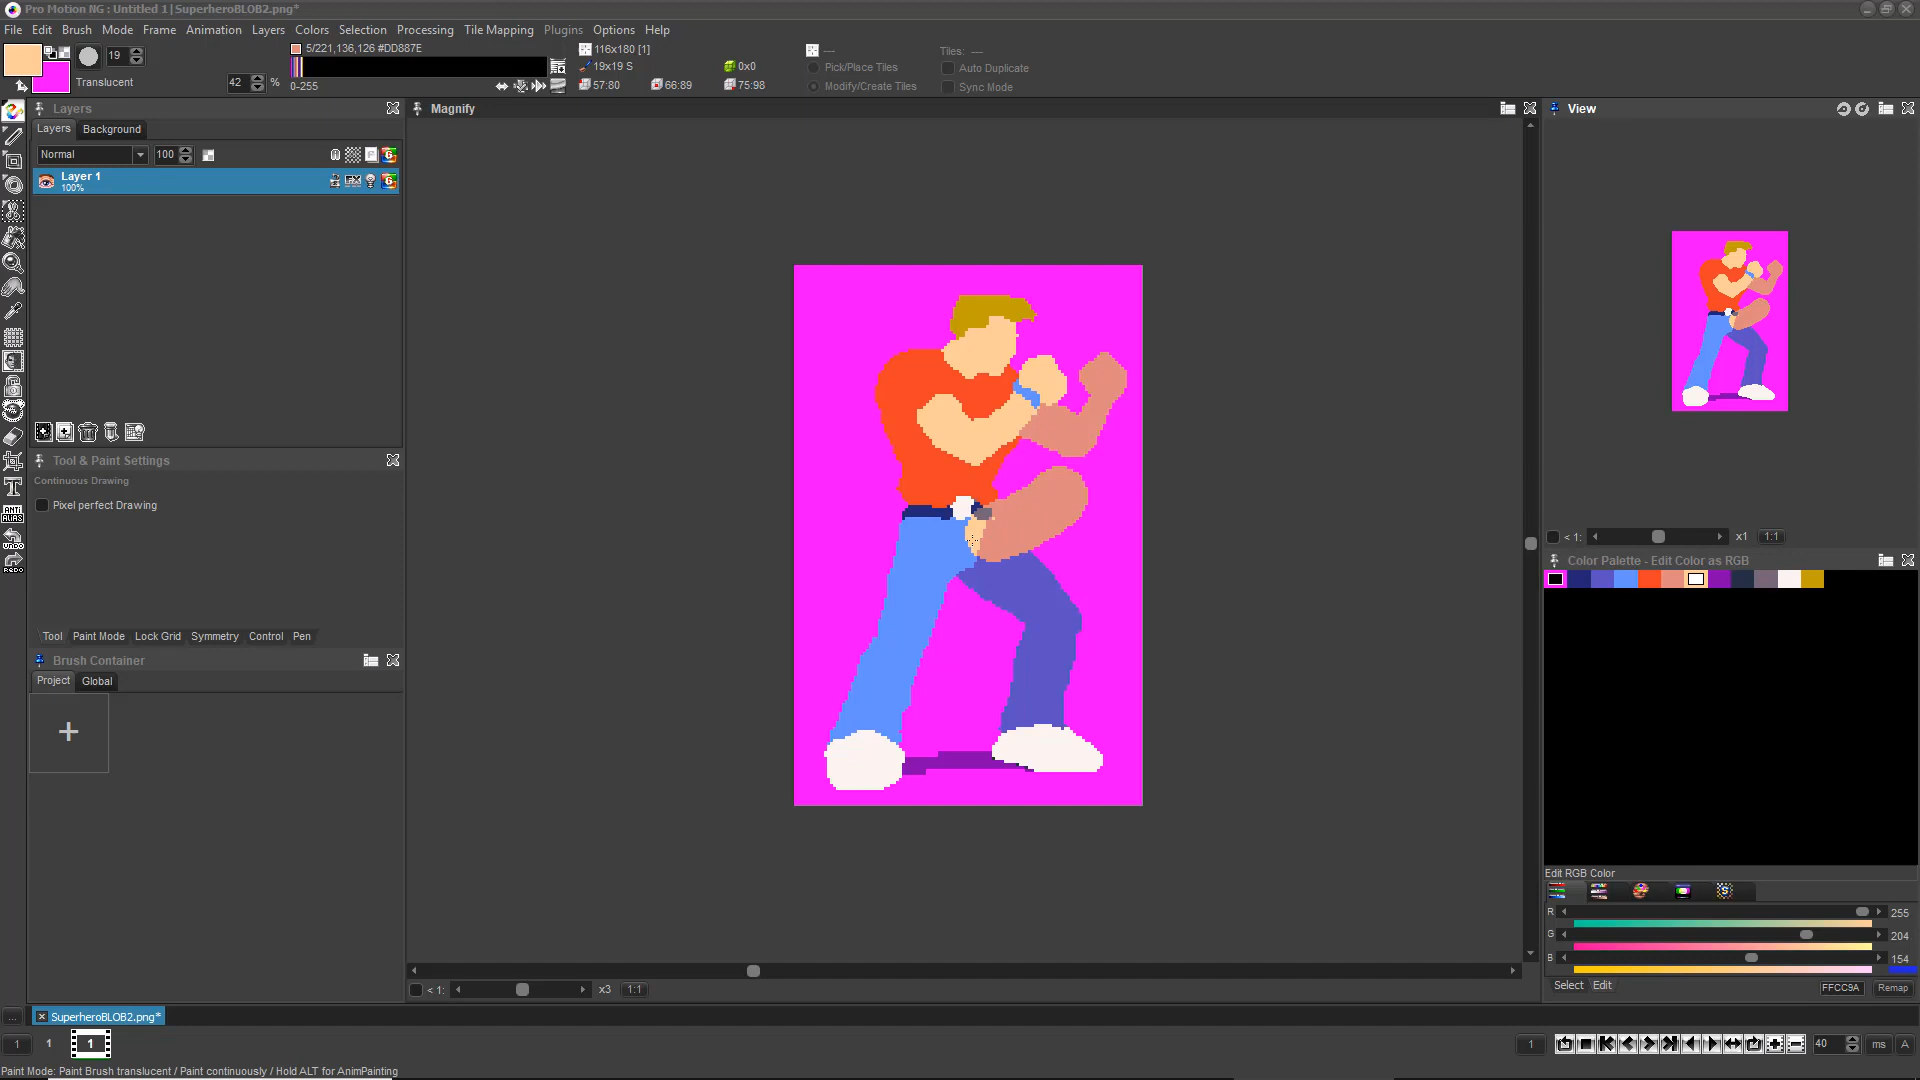 Pro Motion NG : Untitled 1|SuperheroBLOB2.png*
File Edit Brush Mode Frame Animation Layers Colors Selection Processing Tile Mapping Plugins Options Help
19
Translucent
42 %
5/221,136,126 #DD887E
0-255
116x180 [1]
19x19 S
0x0
57:80
66:89
75:98
Tiles: ----
Pick/Place Tiles
Modify/Create Tiles
Auto Duplicate
Sync Mode
Layers
Layers Background
Normal 100
Layer 1
100%
Tool & Paint Settings
Continuous Drawing
Pixel perfect Drawing
Tool Paint Mode Lock Grid Symmetry Control Pen
Brush Container
Project Global
+
ANTI
ALIAS
UNDO
REDO
Magnify
< 1: x3 1:1
View
< 1: x1 1:1
Color Palette - Edit Color as RGB
Edit RGB Color
R 255
G 204
B 154
Select Edit FFCC9A Remap
... SuperheroBLOB2.png*
1 1 1 1 40 ms A
Paint Mode: Paint Brush translucent / Paint continuously / Hold ALT for AnimPainting